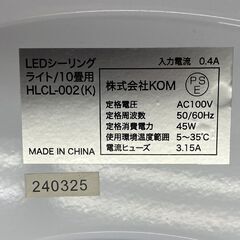 LEDシーリング
ライト/10畳用
HLCL-002(K)
MADE IN CHINA
240325
入力電流 0.4A
株式会社KOM
PS
E
定格電圧 AC100V
定格周波数 50/60Hz
定格消費電力 45W
使用環境温度範囲 5~35℃
電流ヒューズ 3.15A